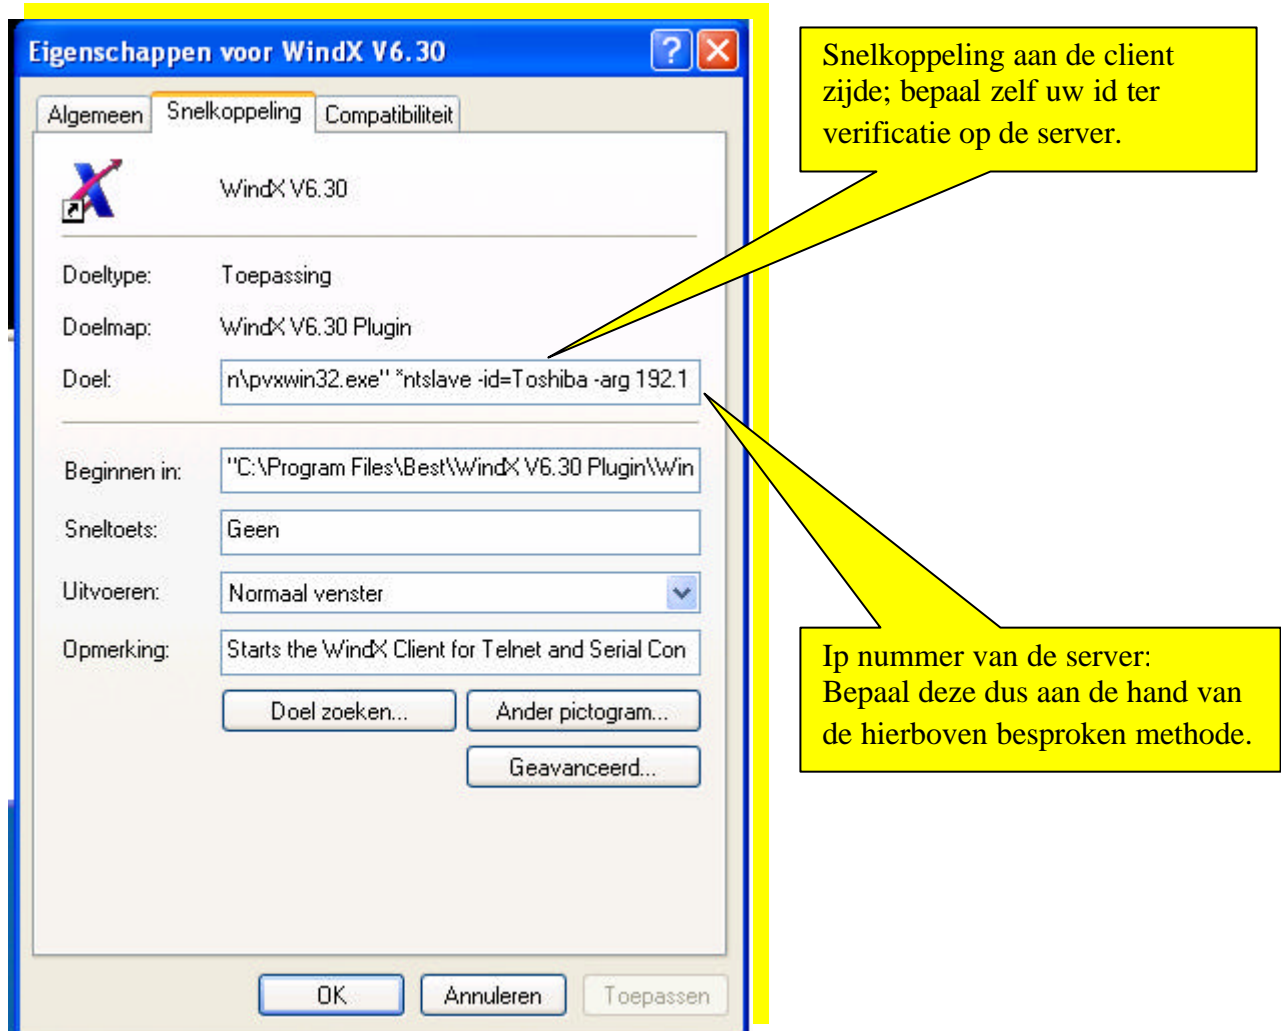 Eigenschappen voor WindX V6.30
Algemeen
Snelkoppeling
Compatibiliteit
WindX V6.30
Doeltype:
Toepassing
Doelmap:
WindX V6.30 Plugin
Doel:
n\pvxwin32.exe" *ntslave -id=Toshiba -arg 192.1
Beginnen in:
"C:\Program Files\Best\WindX V6.30 Plugin\Win
Sneltoets:
Geen
Uitvoeren:
Normaal venster
Opmerking:
Starts the WindX Client for Telnet and Serial Con
Doel zoeken...
Ander pictogram...
Geavanceerd...
OK
Annuleren
Toepassen
Snelkoppeling aan de client
zijde; bepaal zelf uw id ter
verificatie op de server.
Ip nummer van de server:
Bepaal deze dus aan de hand van
de hierboven besproken methode.